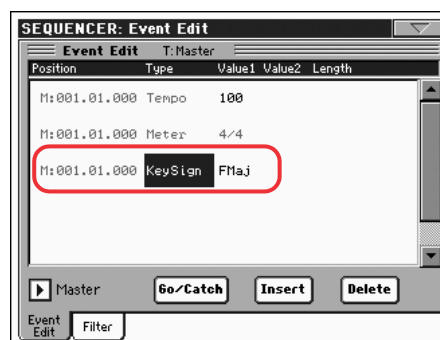 SEQUENCER: Event Edit
Event Edit T:Master
Position Type Value1 Value2 Length
M:001.01.000 Tempo 100
M:001.01.000 Meter 4/4
M:001.01.000 KeySign FMaj
Master Go/Catch Insert Delete
Event Edit Filter